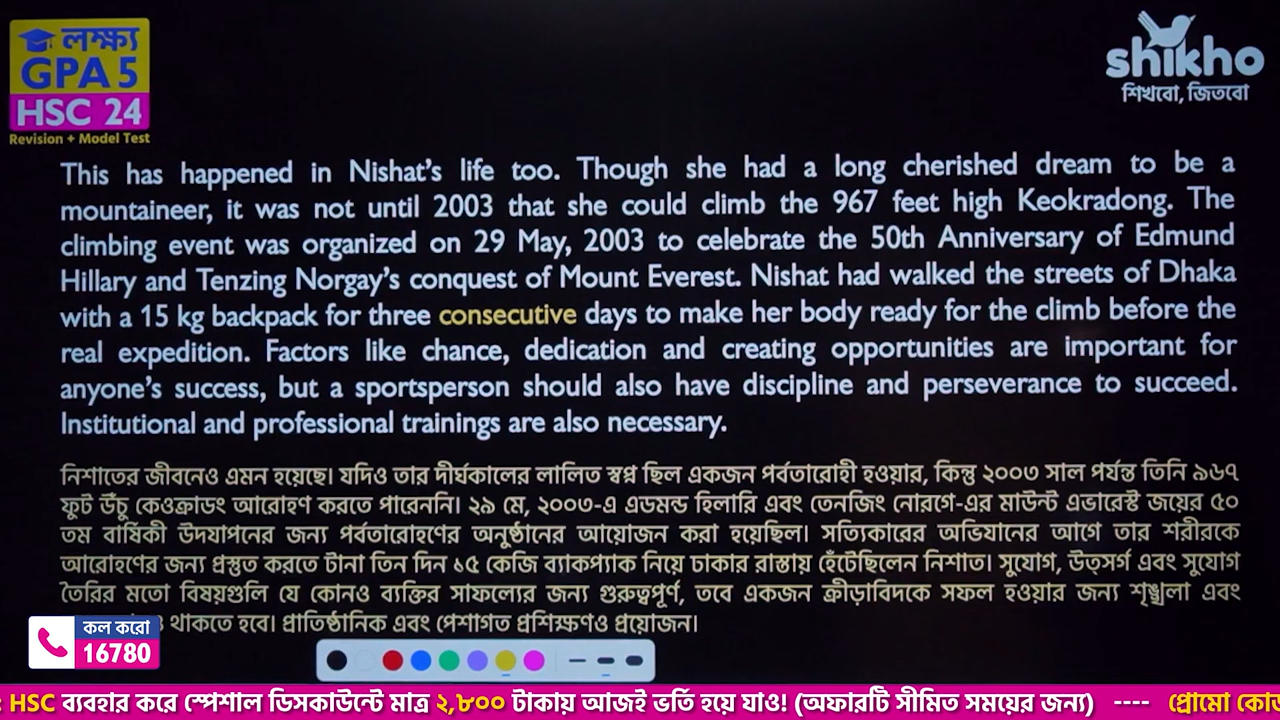 লক্ষ্য
GPA 5
HSC 24
Revision + Model Test
shikho
শিখবো, জিতবো
This has happened in Nishat's life too. Though she had a long cherished dream to be a
mountaineer, it was not until 2003 that she could climb the 967 feet high Keokradong. The
climbing event was organized on 29 May, 2003 to celebrate the 50th Anniversary of Edmund
Hillary and Tenzing Norgay's conquest of Mount Everest. Nishat had walked the streets of Dhaka
with a 15 kg backpack for three consecutive days to make her body ready for the climb before the
real expedition. Factors like chance, dedication and creating opportunities are important for
anyone's success, but a sportsperson should also have discipline and perseverance to succeed.
Institutional and professional trainings are also necessary.
নিশাতের জীবনেও এমন হয়েছে। যদিও তার দীর্ঘকালের লালিত স্বপ্ন ছিল একজন পর্বতারোহী হওয়ার, কিন্তু ২০০৩ সাল পর্যন্ত তিনি ৯৬৭
ফুট উঁচু কেওক্রাডং আরোহণ করতে পারেননি। ২৯ মে, ২০০৩-এ এডমন্ড হিলারি এবং তেনজিং নোরগে-এর মাউন্ট এভারেস্ট জয়ের ৫০
তম বার্ষিকী উদযাপনের জন্য পর্বতারোহণের অনুষ্ঠানের আয়োজন করা হয়েছিল। সত্যিকারের অভিযানের আগে তার শরীরকে
আরোহণের জন্য প্রস্তুত করতে টানা তিন দিন ১৫ কেজি ব্যাকপ্যাক নিয়ে ঢাকার রাস্তায় হেঁটেছিলেন নিশাত। সুযোগ, উত্সর্গ এবং সুযোগ
তৈরির মতো বিষয়গুলি যে কোনও ব্যক্তির সাফল্যের জন্য গুরুত্বপূর্ণ, তবে একজন ক্রীড়াবিদকে সফল হওয়ার জন্য শৃঙ্খলা এবং
থাকতে হবে। প্রাতিষ্ঠানিক এবং পেশাগত প্রশিক্ষণও প্রয়োজন।
কল করো
16780
: HSC ব্যবহার করে স্পেশাল ডিসকাউন্টে মাত্র ২,৮০০ টাকায় আজই ভর্তি হয়ে যাও! (অফারটি সীমিত সময়ের জন্য) ---- প্রোমো কোড